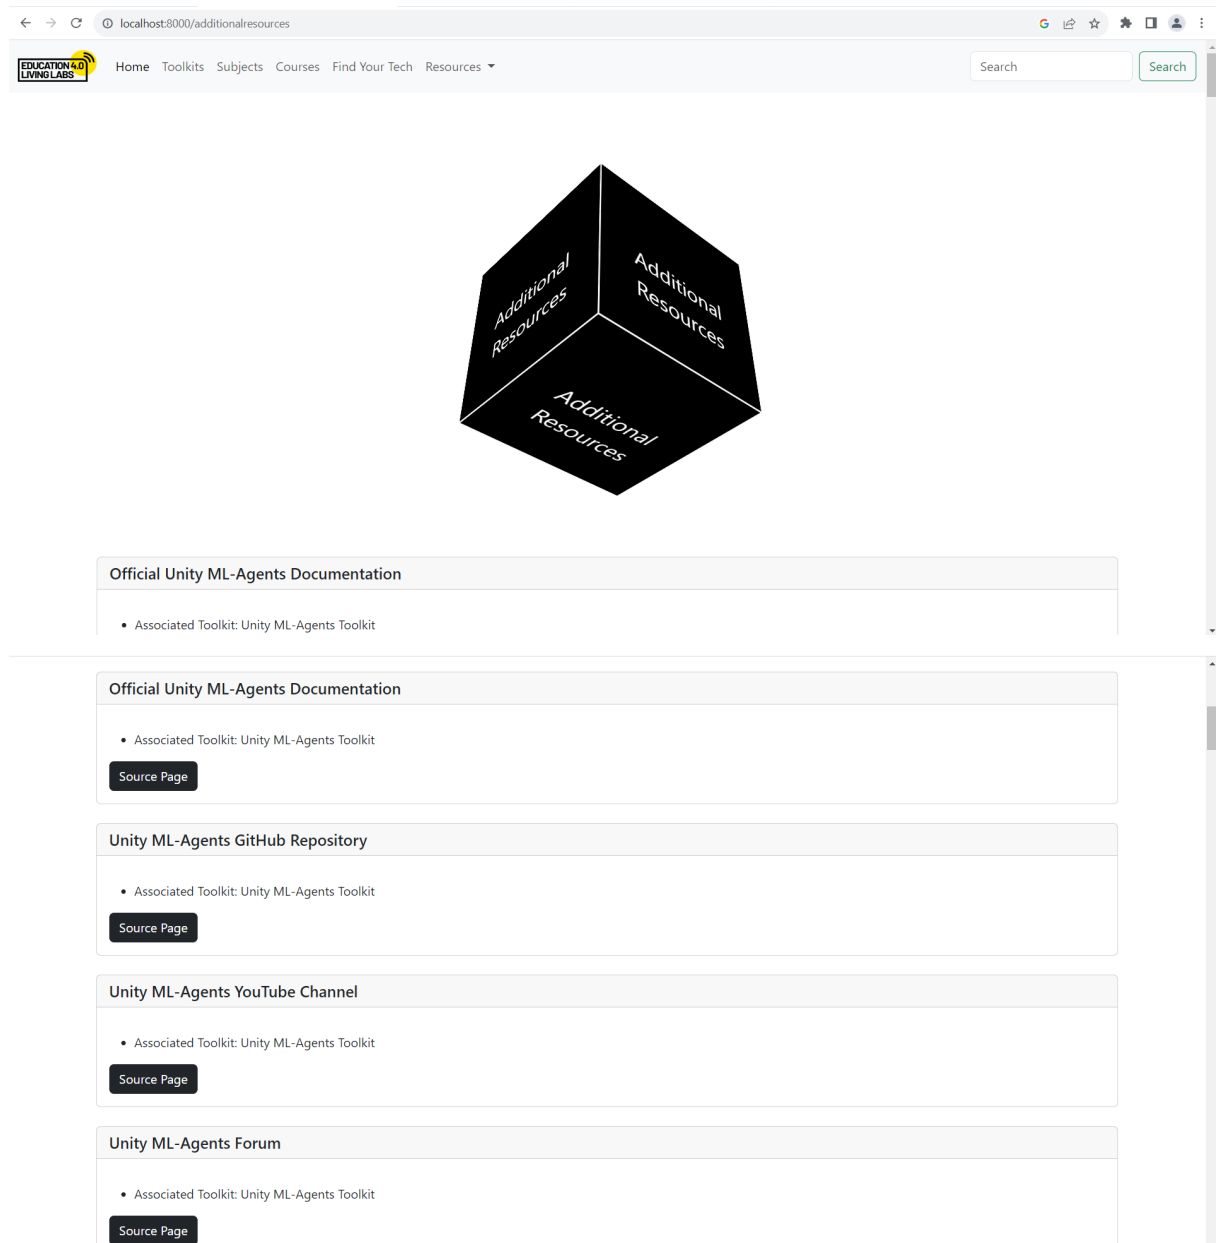 localhost:8000/additionalresources
EDUCATION 4.0
LIVING LABS
Home Toolkits Subjects Courses Find Your Tech Resources
Search Search
Additional
Resources
Additional
Resources
Additional
Resources
Official Unity ML-Agents Documentation
Associated Toolkit: Unity ML-Agents Toolkit
Official Unity ML-Agents Documentation
Associated Toolkit: Unity ML-Agents Toolkit
Source Page
Unity ML-Agents GitHub Repository
Associated Toolkit: Unity ML-Agents Toolkit
Source Page
Unity ML-Agents YouTube Channel
Associated Toolkit: Unity ML-Agents Toolkit
Source Page
Unity ML-Agents Forum
Associated Toolkit: Unity ML-Agents Toolkit
Source Page